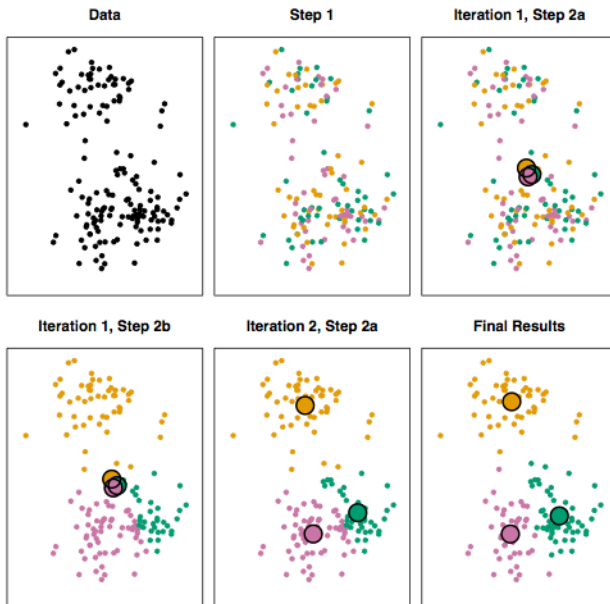 Data
Step 1
Iteration 1, Step 2a
Iteration 1, Step 2b
Iteration 2, Step 2a
Final Results